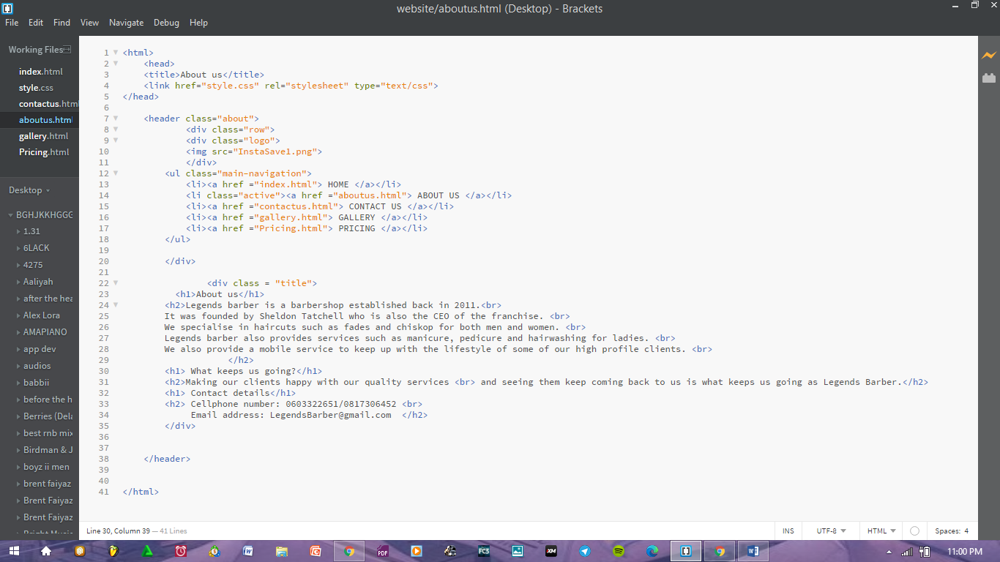 website/aboutus.html (Desktop) - Brackets
File Edit Find View Navigate Debug Help
Working Files
index.html
style.css
contactus.html
aboutus.html
gallery.html
Pricing.html
Desktop
BGHJKKHGGG
1.31
6LACK
4275
Aaliyah
after the hea
Alex Lora
AMAPIANO
app dev
audios
babbii
before the h
Berries (Dela
best rnb mix
Birdman & J
boyz ii men
brent faiyaz
Brent Faiyaz
Brent Faiyaz
Bright Music
1 <html>
2 <head>
3 <title>About us</title>
4 <link href="style.css" rel="stylesheet" type="text/css">
5 </head>
6
7 <header class="about">
8 <div class="row">
9 <div class="logo">
10 <img src="InstaSave1.png">
11 </div>
12 <ul class="main-navigation">
13 <li><a href ="index.html"> HOME </a></li>
14 <li class="active"><a href ="aboutus.html"> ABOUT US </a></li>
15 <li><a href ="contactus.html"> CONTACT US </a></li>
16 <li><a href ="gallery.html"> GALLERY </a></li>
17 <li><a href ="Pricing.html"> PRICING </a></li>
18 </ul>
19
20 </div>
21
22 <div class = "title">
23 <h1>About us</h1>
24 <h2>Legends barber is a barbershop established back in 2011.<br>
25 It was founded by Sheldon Tatchell who is also the CEO of the franchise. <br>
26 We specialise in haircuts such as fades and chiskop for both men and women. <br>
27 Legends barber also provides services such as manicure, pedicure and hairwashing for ladies. <br>
28 We also provide a mobile service to keep up with the lifestyle of some of our high profile clients. <br>
29 </h2>
30 <h1> What keeps us going?</h1>
31 <h2>Making our clients happy with our quality services <br> and seeing them keep coming back to us is what keeps us going as Legends Barber.</h2>
32 <h1> Contact details</h1>
33 <h2> Cellphone number: 0603322651/0817306452 <br>
34 Email address: LegendsBarber@gmail.com </h2>
35 </div>
36
37
38 </header>
39
40
41 </html>
Line 30, Column 39 — 41 Lines
INS UTF-8 HTML Spaces: 4
PDF FC3 XM
11:00 PM